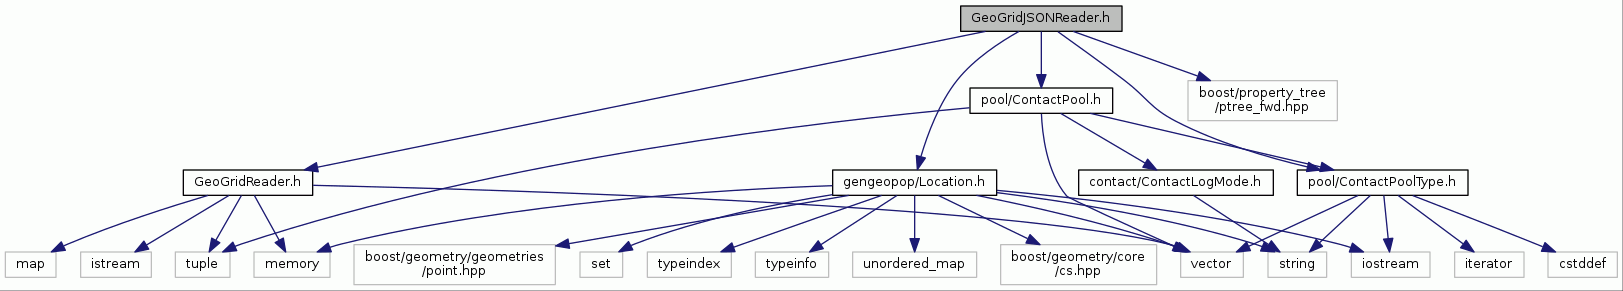 GeoGridJSONReader.h
boost/property_tree
/ptree_fwd.hpp
pool/ContactPool.h
GeoGridReader.h
gengeopop/Location.h
contact/ContactLogMode.h
pool/ContactPoolType.h
map
istream
tuple
memory
boost/geometry/geometries
/point.hpp
set
typeindex
typeinfo
unordered_map
boost/geometry/core
/cs.hpp
vector
string
iostream
iterator
cstddef